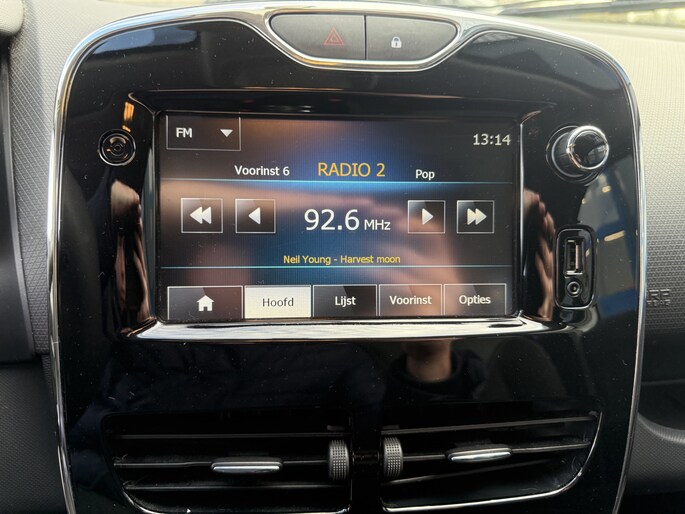 FM
13:14
Voorinst 6 RADIO 2 Pop
92.6 MHz
Neil Young - Harvest moon
Hoofd Lijst Voorinst Opties